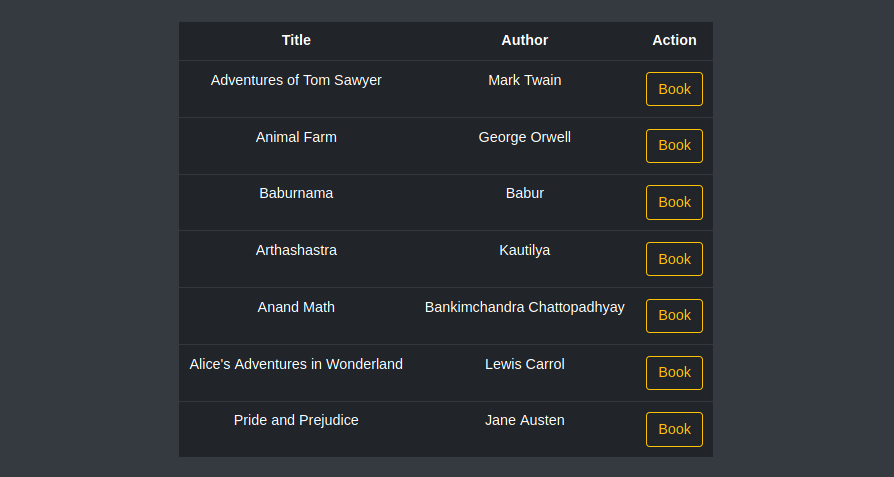 Title Author Action
Adventures of Tom Sawyer Mark Twain Book
Animal Farm George Orwell Book
Baburnama Babur Book
Arthashastra Kautilya Book
Anand Math Bankimchandra Chattopadhyay Book
Alice's Adventures in Wonderland Lewis Carrol Book
Pride and Prejudice Jane Austen Book